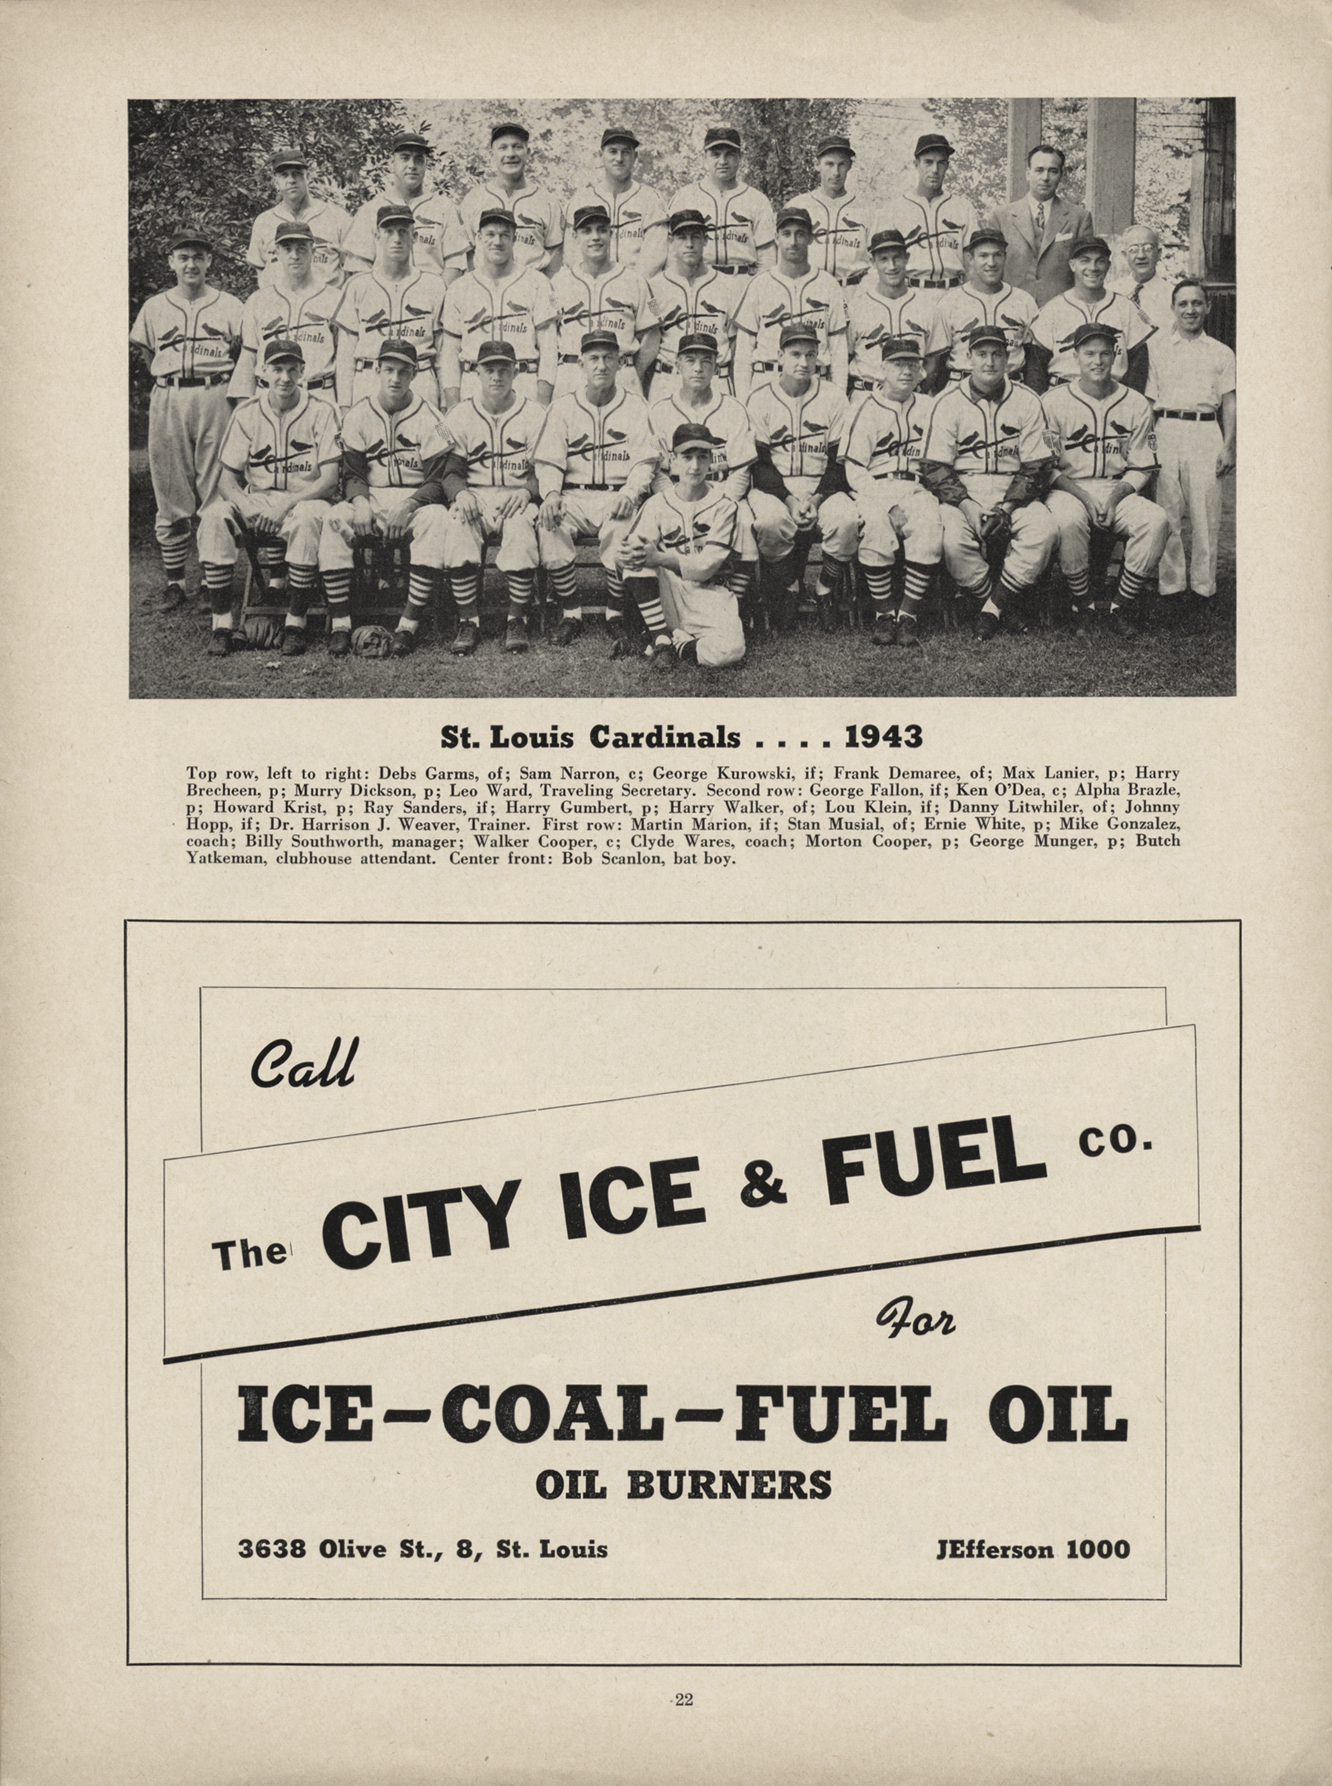 St. Louis Cardinals . . . . 1943
Top row, left to right: Debs Garms, of; Sam Narron, c; George Kurowski, if; Frank Demaree, of; Max Lanier, p; Harry
Brecheen, p; Murry Dickson, p; Leo Ward, Traveling Secretary. Second row: George Fallon, if; Ken O'Dea, c; Alpha Brazle,
p; Howard Krist, p; Ray Sanders, if; Harry Gumbert, p; Harry Walker, of; Lou Klein, if; Danny Litwhiler, of; Johnny
Hopp, if; Dr. Harrison J. Weaver, Trainer. First row: Martin Marion, if; Stan Musial, of; Ernie White, p; Mike Gonzalez,
coach; Billy Southworth, manager; Walker Cooper, c; Clyde Wares, coach; Morton Cooper, p; George Munger, p; Butch
Yatkeman, clubhouse attendant. Center front: Bob Scanlon, bat boy.
Call
The CITY ICE & FUEL co.
For
ICE—COAL—FUEL OIL
OIL BURNERS
3638 Olive St., 8, St. Louis JEfferson 1000
22